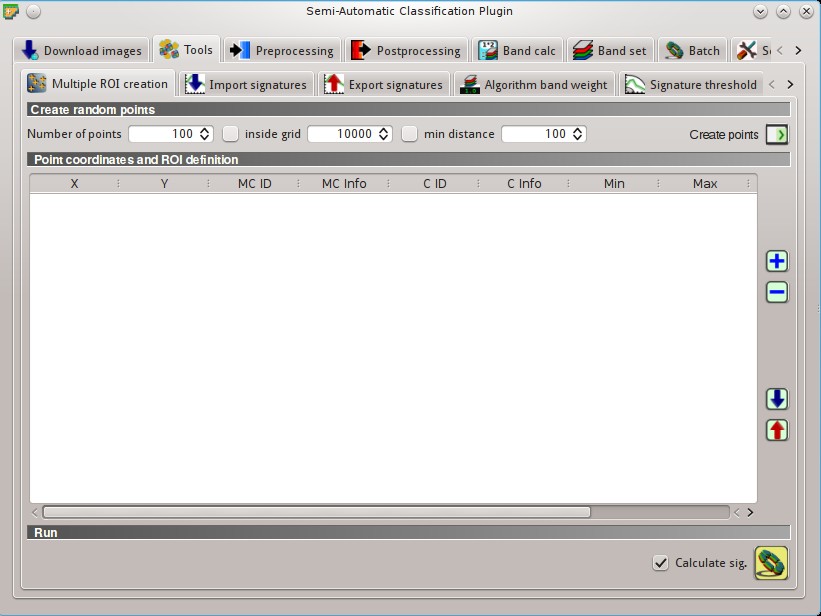 Semi-Automatic Classification Plugin
Download images Tools Preprocessing Postprocessing Band calc Band set Batch
Multiple ROI creation Import signatures Export signatures Algorithm band weight Signature threshold
Create random points
Number of points 100 inside grid 10000 min distance 100 Create points
Point coordinates and ROI definition
X Y MC ID MC Info C ID C Info Min Max
Run
Calculate sig.